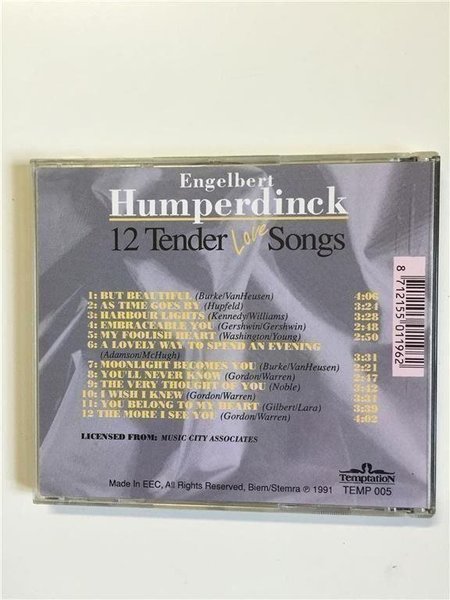 Engelbert
Humperdinck
12 Tender Love Songs
1: BUT BEAUTIFUL (Burke/VanHeusen) 4:06
2: AS TIME GOES BY (Hupfeld) 3:24
3: HARBOUR LIGHTS (Kennedy/Williams) 3:28
4: EMBRACEABLE YOU (Gershwin/Gershwin) 2:48
5: MY FOOLISH HEART (Washington/Young) 2:50
6: A LOVELY WAY TO SPEND AN EVENING
(Adamson/McHugh) 3:31
7: MOONLIGHT BECOMES YOU (Burke/VanHeusen) 2:21
8: YOU'LL NEVER KNOW (Gordon/Warren) 2:47
9: THE VERY THOUGHT OF YOU (Noble) 3:42
10: I WISH I KNEW (Gordon/Warren) 3:31
11: YOU BELONG TO MY HEART (Gilbert/Lara) 3:39
12 THE MORE I SEE YOU (Gordon/Warren) 4:02
LICENSED FROM: MUSIC CITY ASSOCIATES
Made In EEC, All Rights Reserved, Biem/Stemra ℗ 1991
Temptation
TEMP 005
8 712155 011962